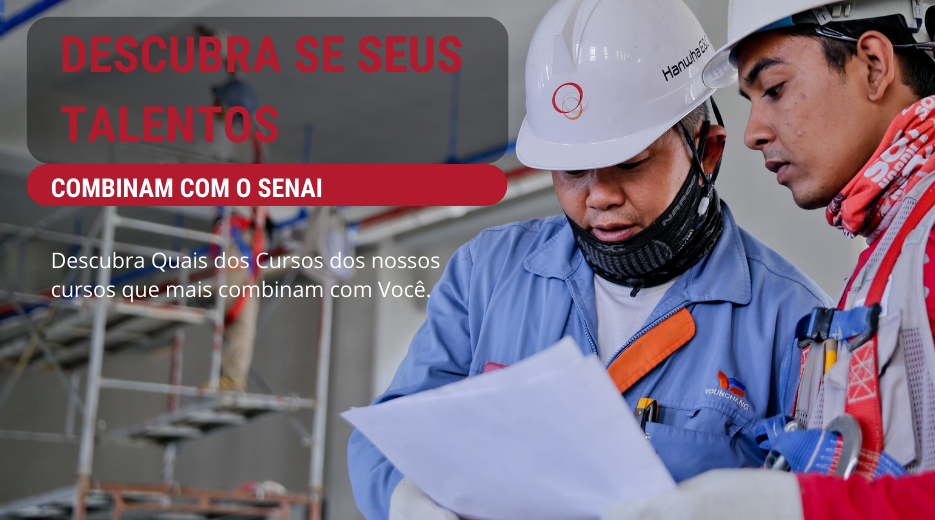 DESCUBRA SE SEUS
TALENTOS
COMBINAM COM O SENAI
Descubra Quais dos Cursos dos nossos
cursos que mais combinam com Você.
Hanwha E&C
YOUNCHANG